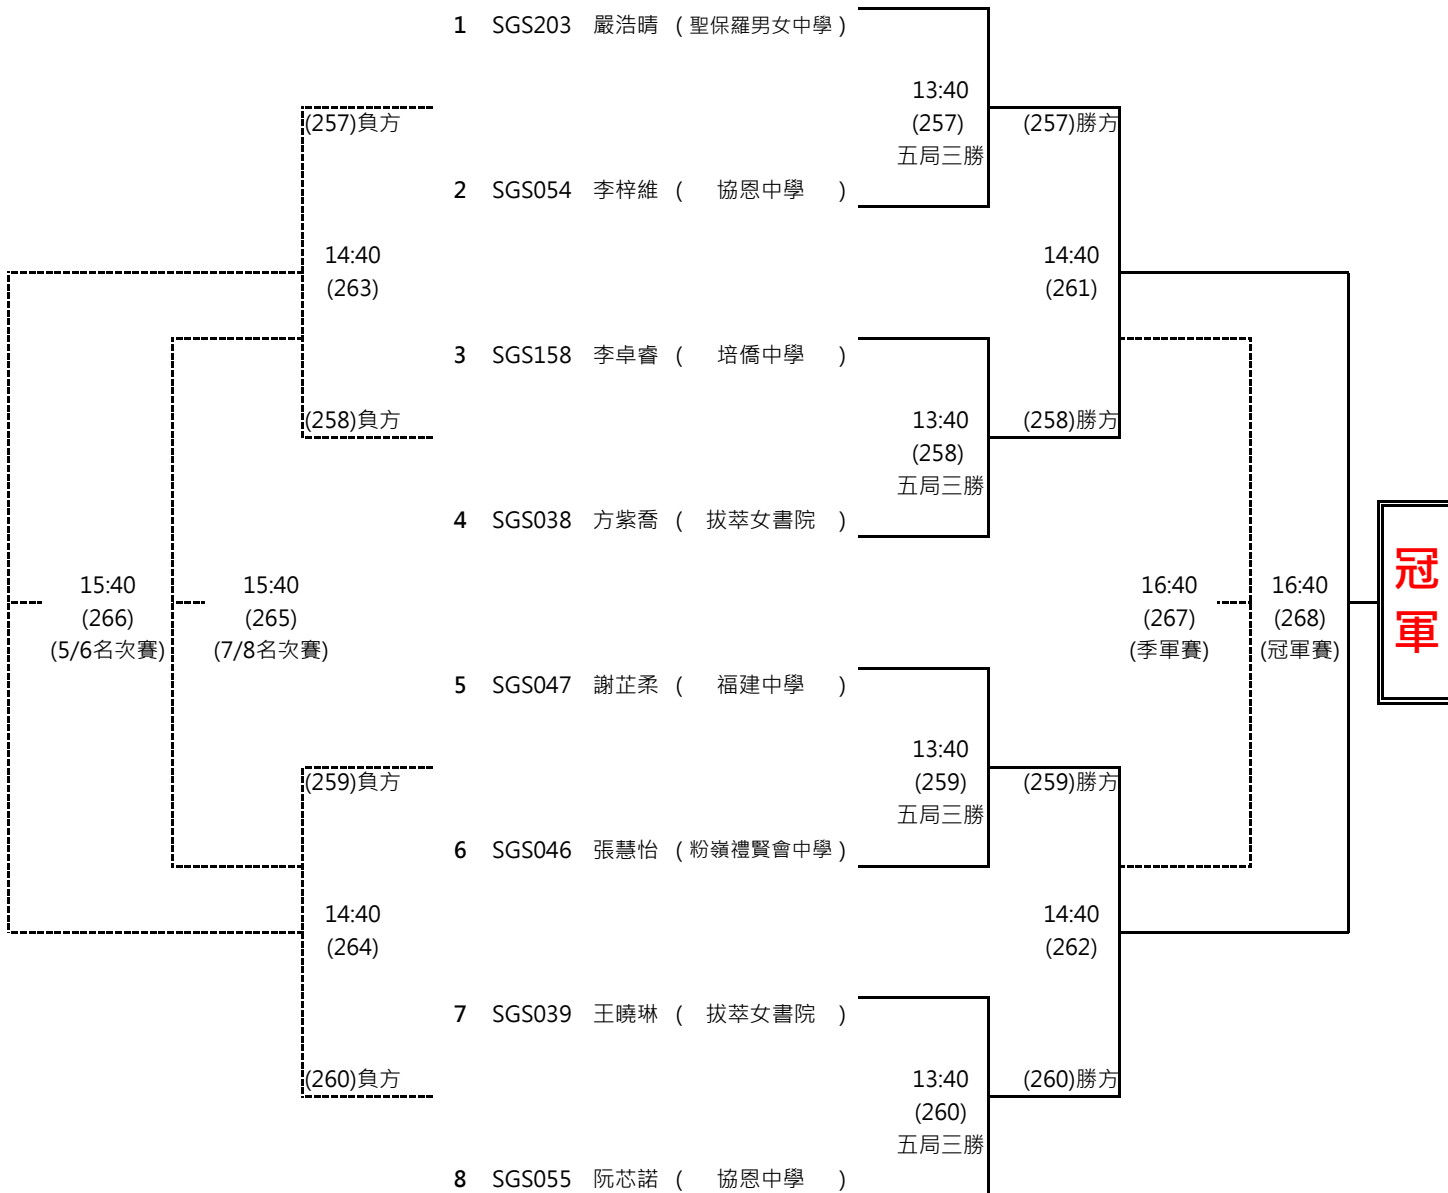 1 SGS203 嚴浩晴 (聖保羅男女中學)
13:40
(257)負方
(257)
(257)勝方
五局三勝
2 SGS054 李梓維 ( 協恩中學 )
14:40
(263)
14:40
(261)
3 SGS158 李卓睿 ( 培僑中學 )
(258)負方
13:40
(258)勝方
(258)
五局三勝
4 SGS038 方紫喬 ( 拔萃女書院 )
15:40
(266)
(5/6名次賽)
15:40
(265)
(7/8名次賽)
16:40
(267)
(季軍賽)
16:40
(268)
(冠軍賽)
冠
軍
5 SGS047 謝芷柔 ( 福建中學 )
13:40
(259)負方
(259)
(259)勝方
五局三勝
6 SGS046 張慧怡 (粉嶺禮賢會中學)
14:40
(264)
14:40
(262)
7 SGS039 王曉琳 ( 拔萃女書院 )
(260)負方
13:40
(260)勝方
(260)
五局三勝
8 SGS055 阮芯諾 ( 協恩中學 )